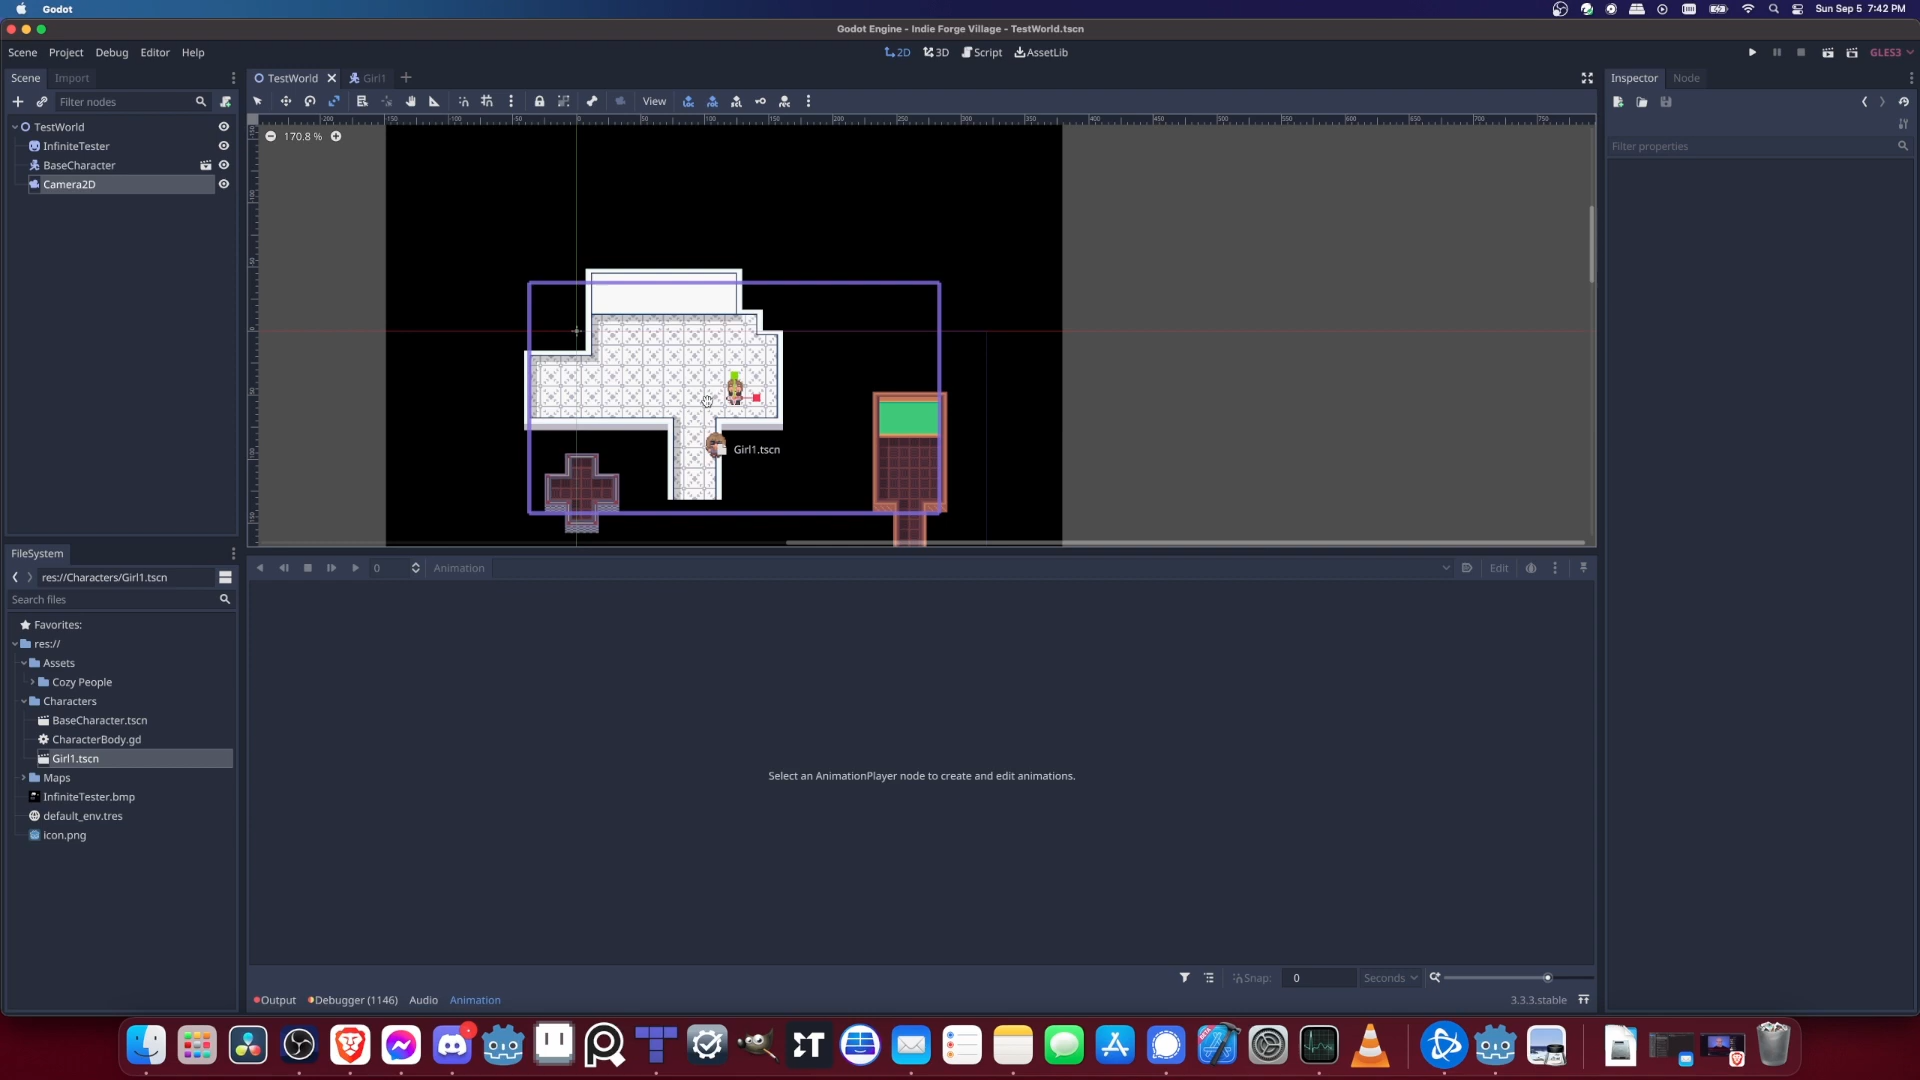 Godot
Sun Sep 5 7:42 PM
Godot Engine - Indie Forge Village - TestWorld.tscn
Scene Project Debug Editor Help
2D 3D Script AssetLib
GLES3
Scene Import
TestWorld Girl1
Inspector Node
Filter nodes
View
TestWorld
InfiniteTester
BaseCharacter
Camera2D
170.8 %
Filter properties
Girl1.tscn
FileSystem
res://Characters/Girl1.tscn
Search files
0 Animation Edit
Favorites:
res://
Assets
Cozy People
Characters
BaseCharacter.tscn
CharacterBody.gd
Girl1.tscn
Maps
InfiniteTester.bmp
default_env.tres
icon.png
Select an AnimationPlayer node to create and edit animations.
Snap: 0 Seconds
Output Debugger (1146) Audio Animation
3.3.3.stable